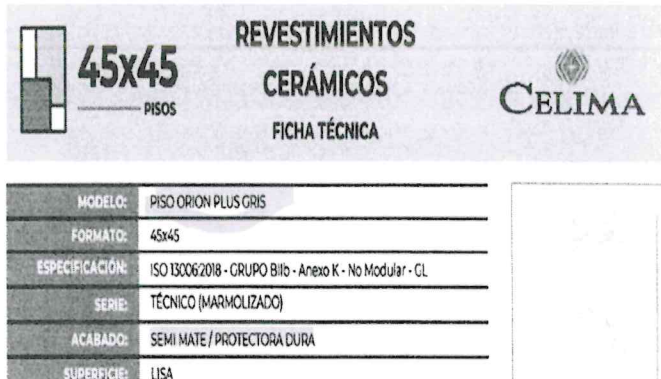 45x45
PISOS
REVESTIMIENTOS
CERÁMICOS
FICHA TÉCNICA
CELIMA
MODELO: PISO ORION PLUS GRIS
FORMATO: 45x45
ESPECIFICACIÓN: ISO 13006:2018 - GRUPO BIIb - Anexo K - No Modular - GL
SERIE: TÉCNICO (MARMOLIZADO)
ACABADO: SEMI MATE / PROTECTORA DURA
SUPERFICIE: LISA